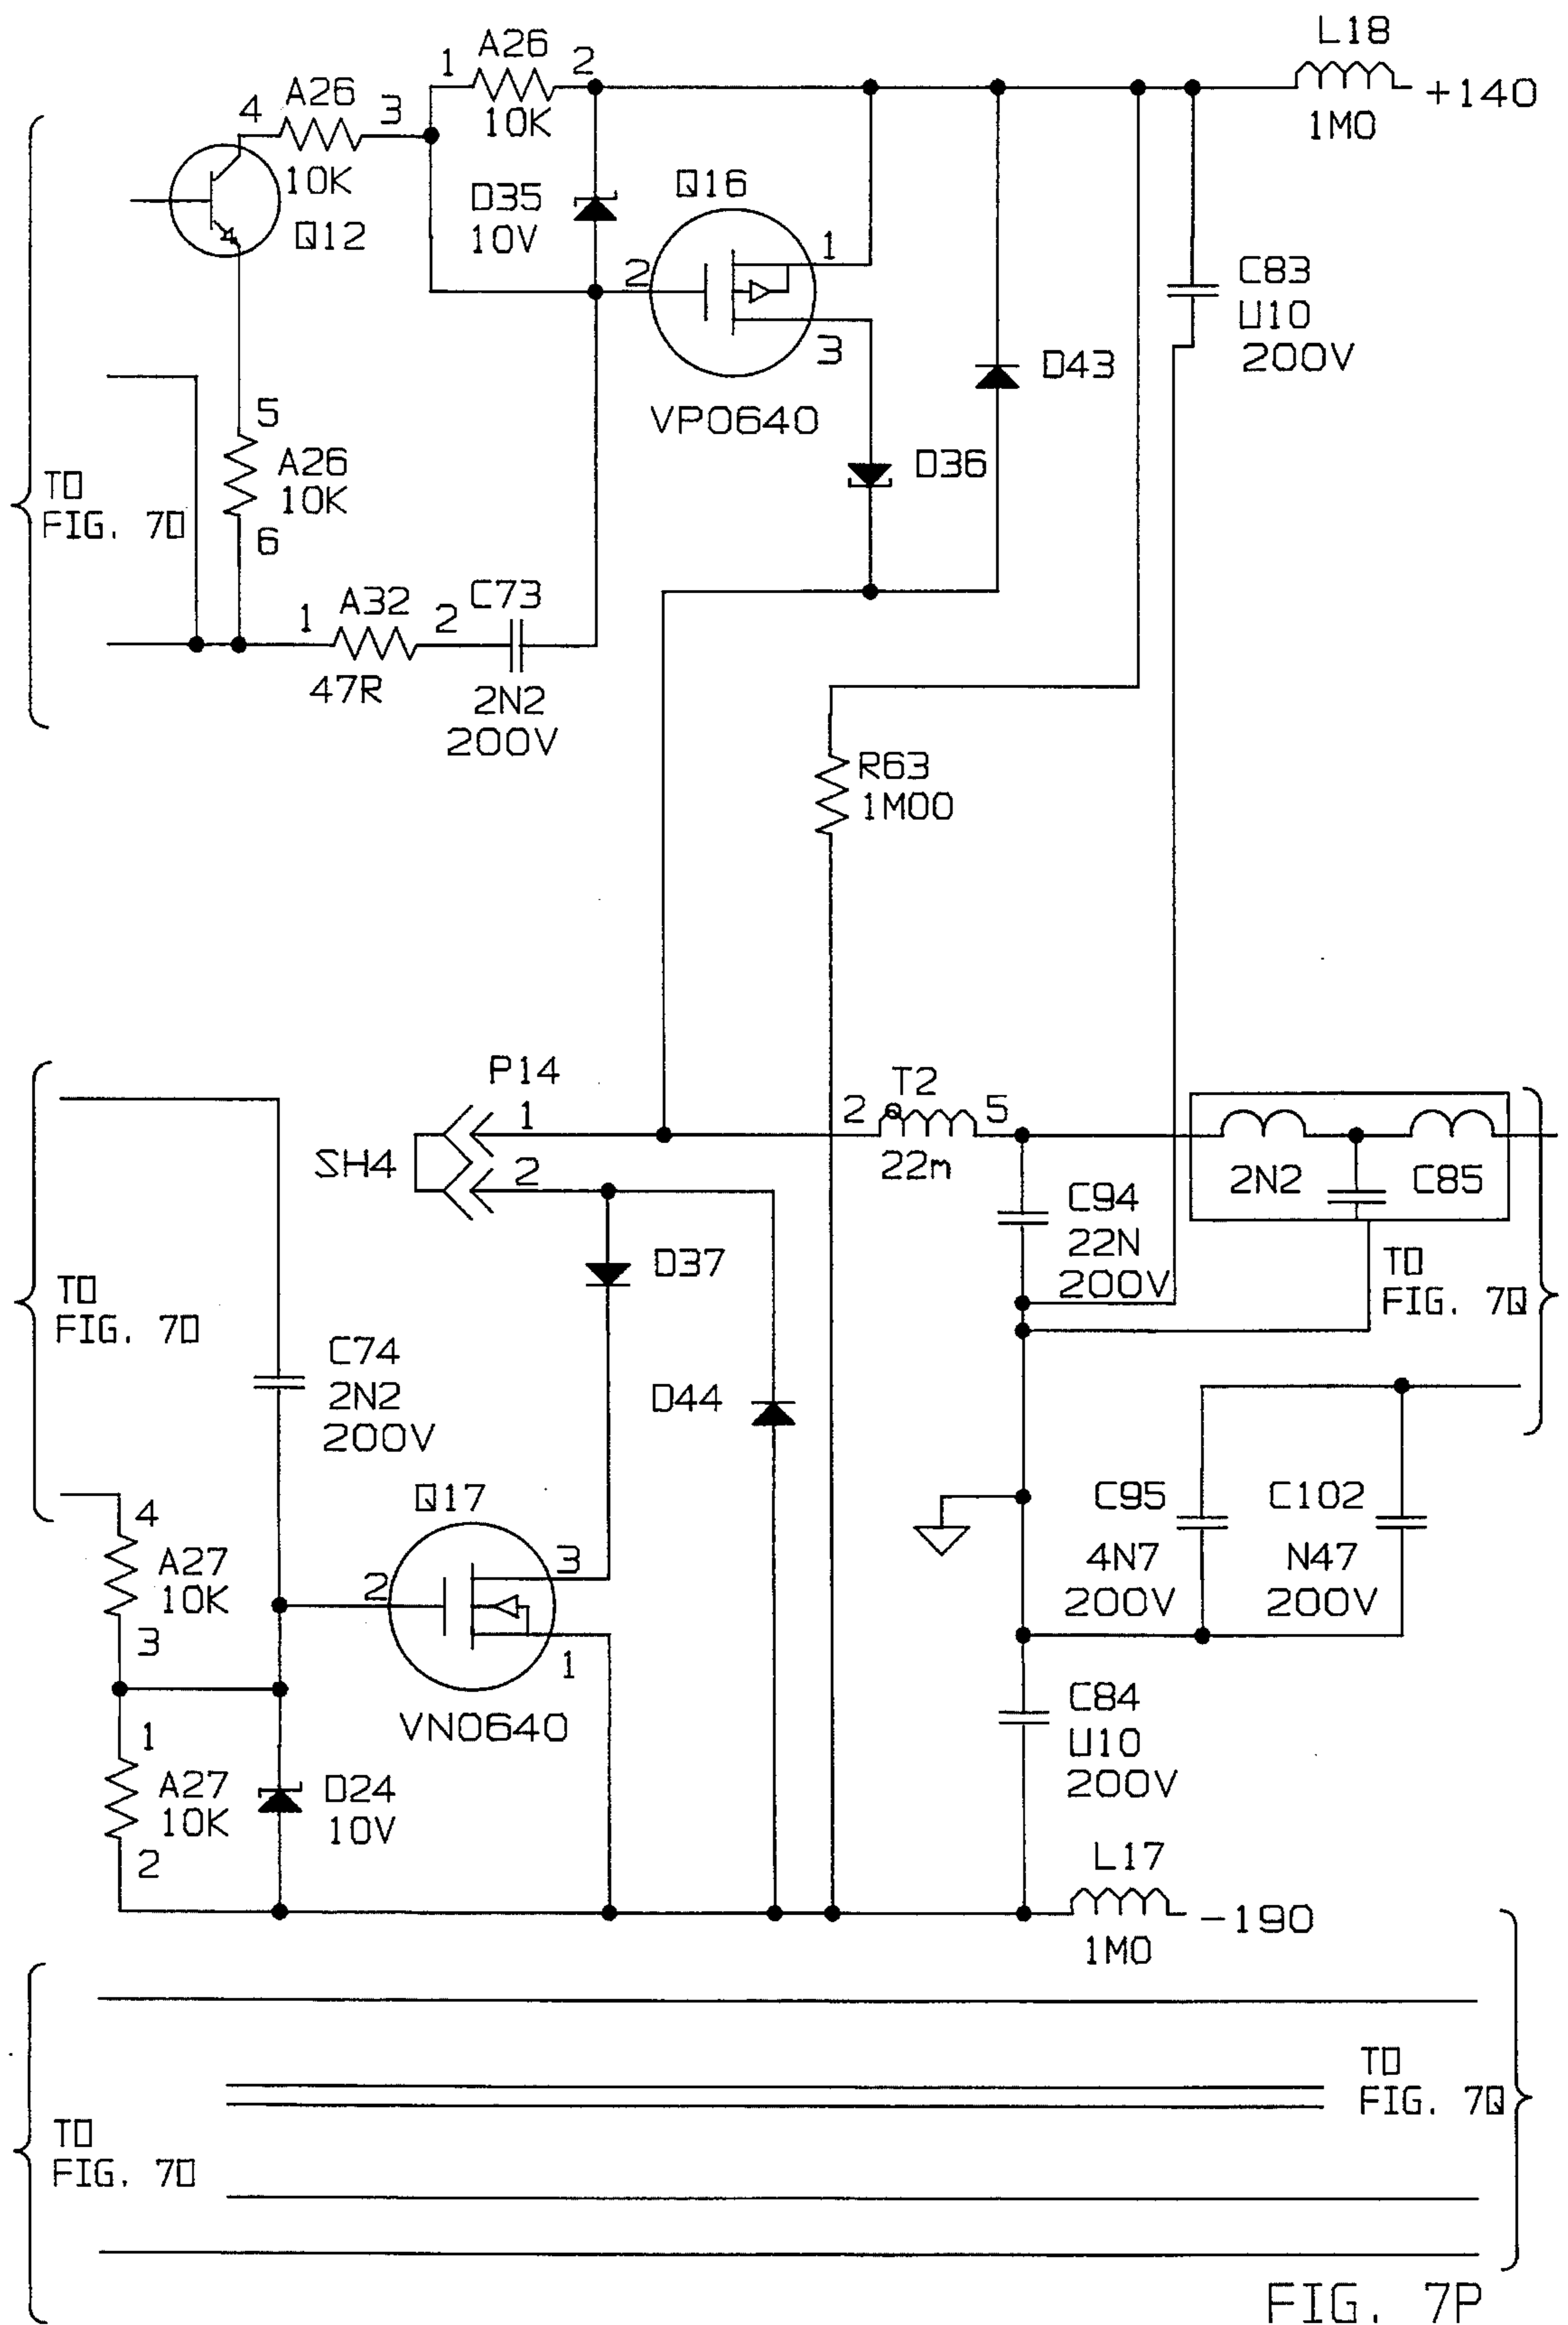 L18
1M0
+140
1
A26
2
10K
4
A26
3
10K
Q12
D35
10V
Q16
2
1
3
VP0640
D36
D43
C83
U10
200V
5
A26
10K
6
TO
FIG. 7O
1
A32
2
47R
C73
2N2
200V
R63
1M00
P14
1
SH4
2
2
T2
5
22m
2N2
C85
C94
22N
200V
TO
FIG. 7Q
D37
D44
TO
FIG. 7O
C74
2N2
200V
Q17
2
3
1
VN0640
4
A27
10K
3
1
A27
10K
2
D24
10V
C95
4N7
200V
C102
N47
200V
C84
U10
200V
L17
1M0
-190
TO
FIG. 7Q
TO
FIG. 7O
FIG. 7P